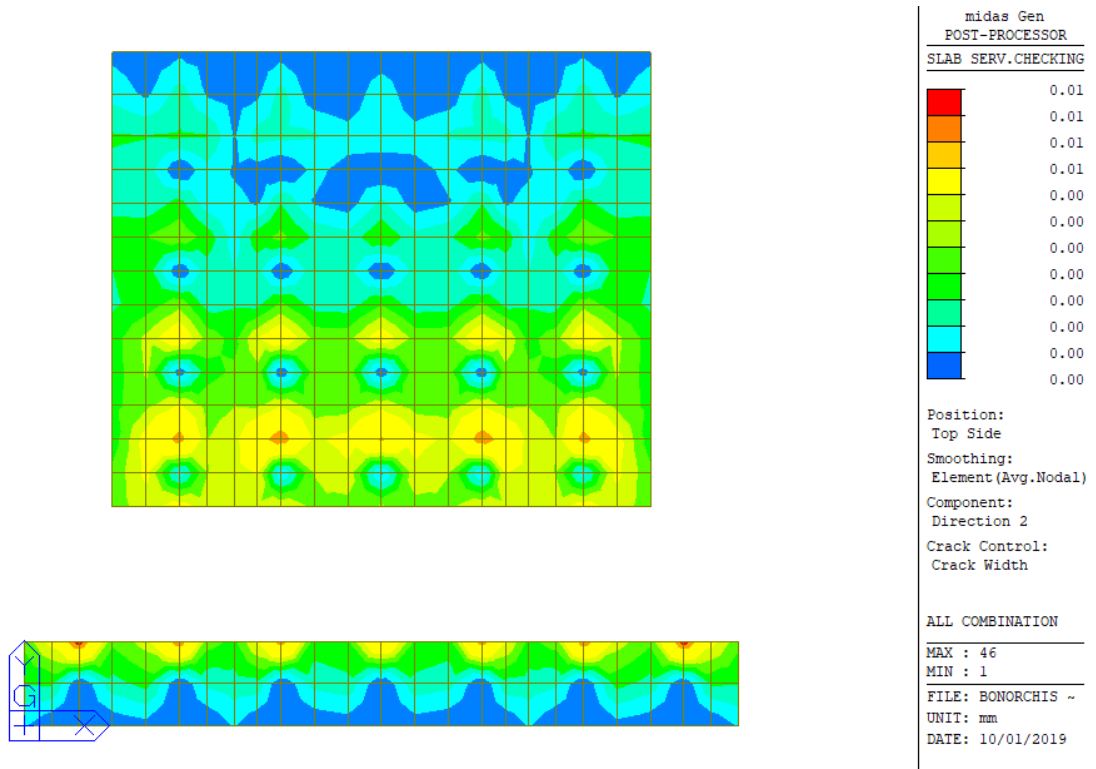 midas Gen
POST-PROCESSOR
SLAB SERV.CHECKING
0.01
0.01
0.01
0.01
0.00
0.00
0.00
0.00
0.00
0.00
0.00
0.00
Position:
Top Side
Smoothing:
Element(Avg.Nodal)
Component:
Direction 2
Crack Control:
Crack Width
ALL COMBINATION
MAX : 46
MIN : 1
FILE: BONORCHIS ~
UNIT: mm
DATE: 10/01/2019
Y
G
X